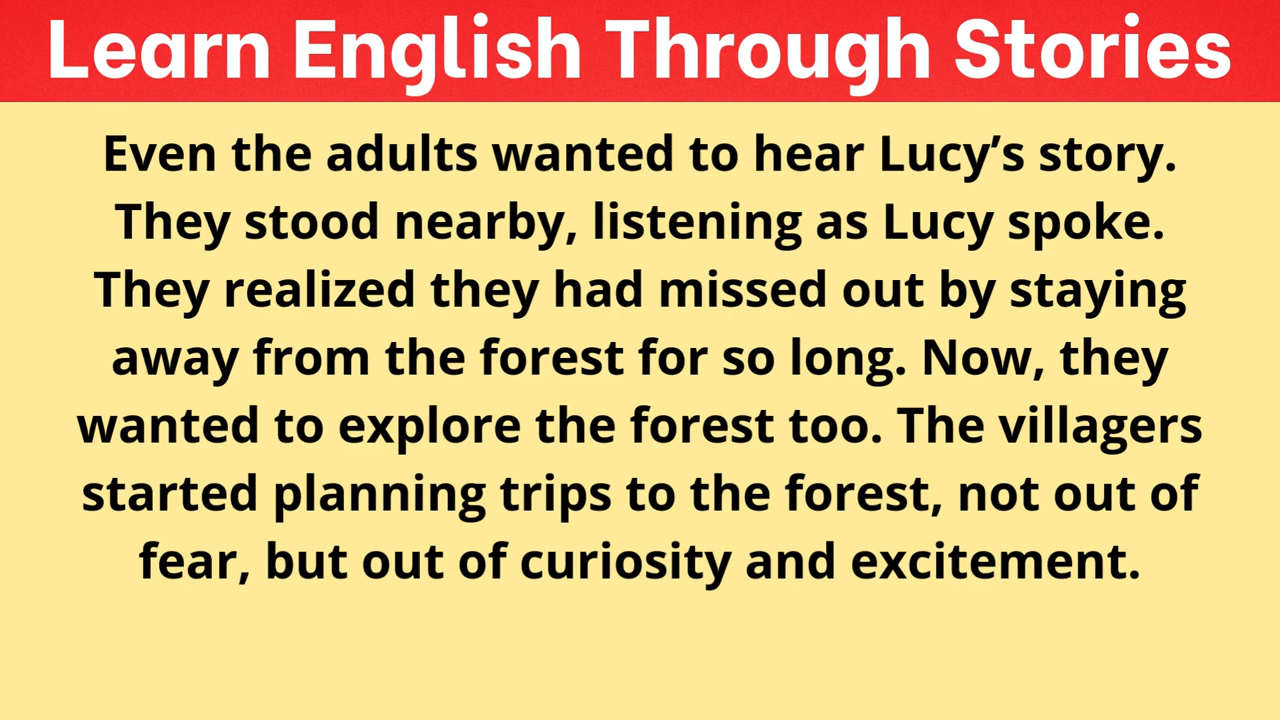 Learn English Through Stories
Even the adults wanted to hear Lucy’s story.
They stood nearby, listening as Lucy spoke.
They realized they had missed out by staying
away from the forest for so long. Now, they
wanted to explore the forest too. The villagers
started planning trips to the forest, not out of
fear, but out of curiosity and excitement.